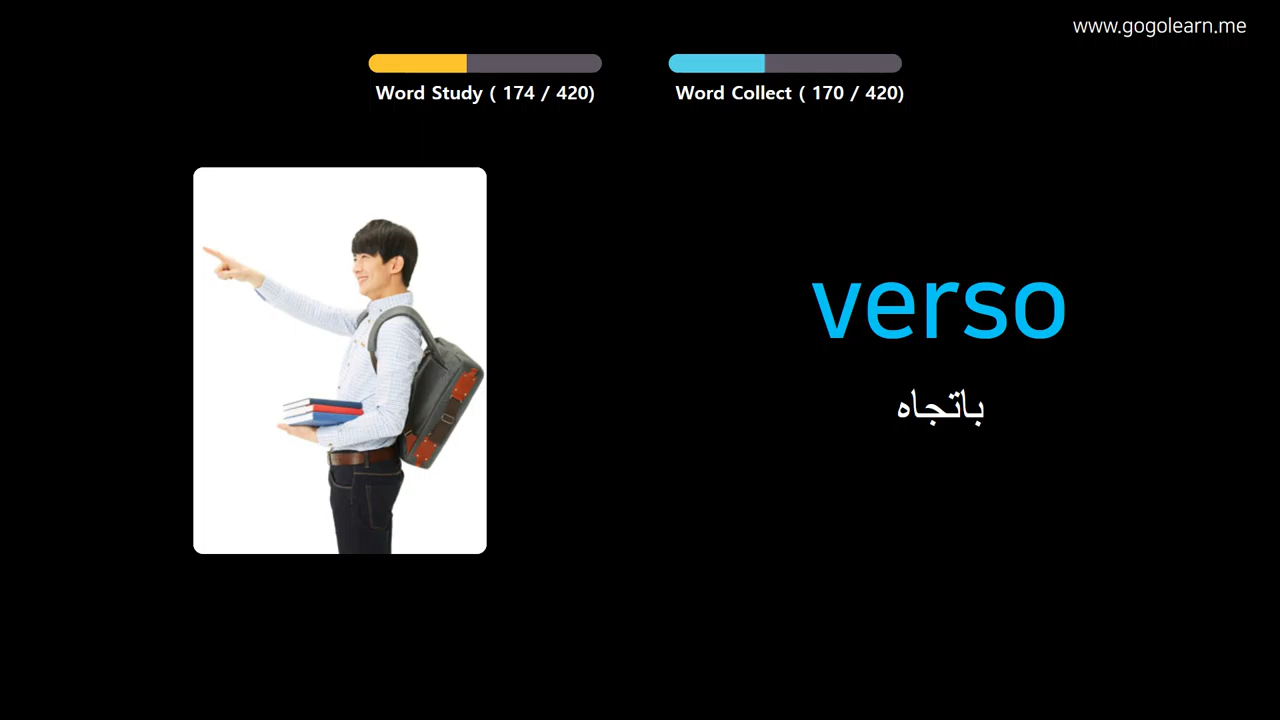 www.gogolearn.me
Word Study ( 174 / 420)
Word Collect ( 170 / 420)
verso
باتجاه